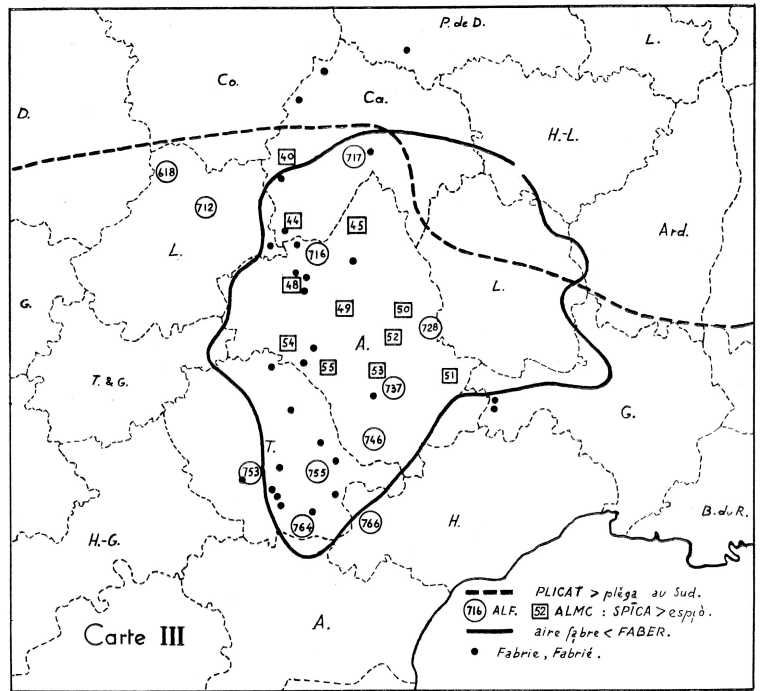 P. de D.
L.
Co.
Ca.
D.
H.-L.
40
717
618
712
44
45
Ard.
L.
716
48
L.
G.
49
50
728
52
54
A.
55
53
51
T. & G.
737
G.
746
T.
753
755
764
766
H.
B. du R.
H.-G.
PLICAT > plĕga au Sud.
716 ALF. 52 ALMC : SPĪCA >
Carte III
A.
aire fabre < FABER.
Fabrie, Fabrié.